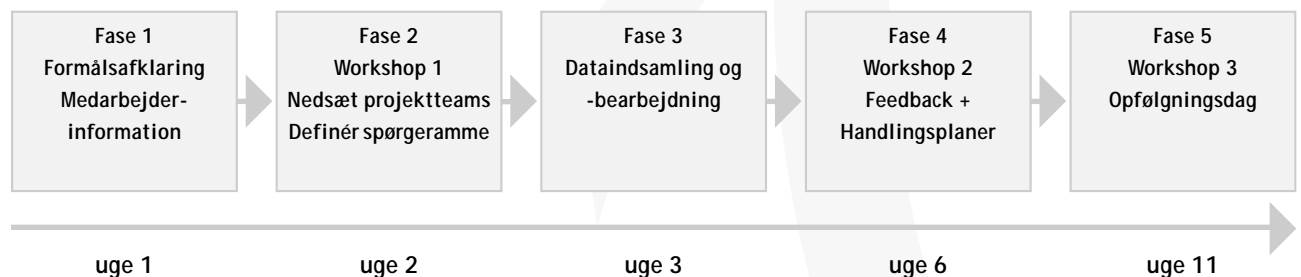 Fase 1
Formålsafklaring
Medarbejder-
information
Fase 2
Workshop 1
Nedsæt projektteams
Definér spørgeramme
Fase 3
Dataindsamling og
-bearbejdning
Fase 4
Workshop 2
Feedback +
Handlingsplaner
Fase 5
Workshop 3
Opfølgningsdag
uge 1
uge 2
uge 3
uge 6
uge 11